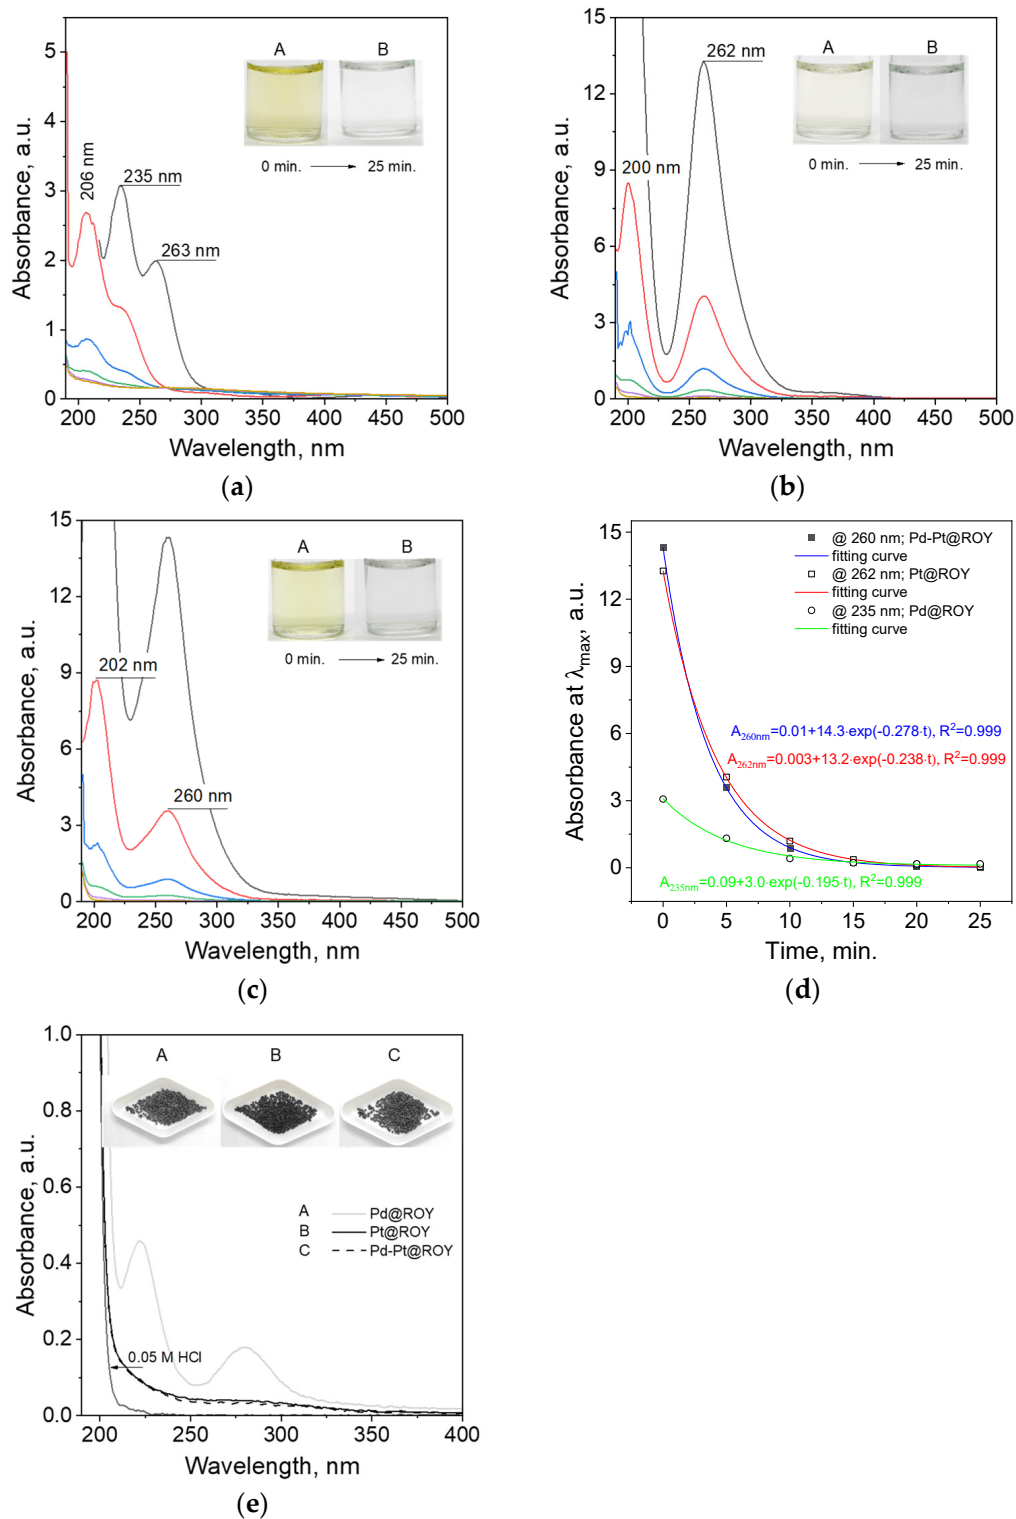 5
4
3
2
1
0
Absorbance, a.u.
A
B
0 min.
25 min.
206 nm
235 nm
263 nm
200 250 300 350 400 450 500
Wavelength, nm
(a)
15
12
9
6
3
0
Absorbance, a.u.
262 nm
A
B
0 min.
25 min.
200 nm
200 250 300 350 400 450 500
Wavelength, nm
(b)
15
12
9
6
3
0
Absorbance, a.u.
A
B
0 min.
25 min.
202 nm
260 nm
200 250 300 350 400 450 500
Wavelength, nm
(c)
15
12
9
6
3
0
Absorbance at λmax, a.u.
@ 260 nm; Pd-Pt@ROY
fitting curve
@ 262 nm; Pt@ROY
fitting curve
@ 235 nm; Pd@ROY
fitting curve
A260nm=0.01+14.3·exp(-0.278·t), R2=0.999
A262nm=0.003+13.2·exp(-0.238·t), R2=0.999
A235nm=0.09+3.0·exp(-0.195·t), R2=0.999
0 5 10 15 20 25
Time, min.
(d)
1.0
0.8
0.6
0.4
0.2
0.0
Absorbance, a.u.
A B C
A Pd@ROY
B Pt@ROY
C Pd-Pt@ROY
0.05 M HCl
200 250 300 350 400
Wavelength, nm
(e)